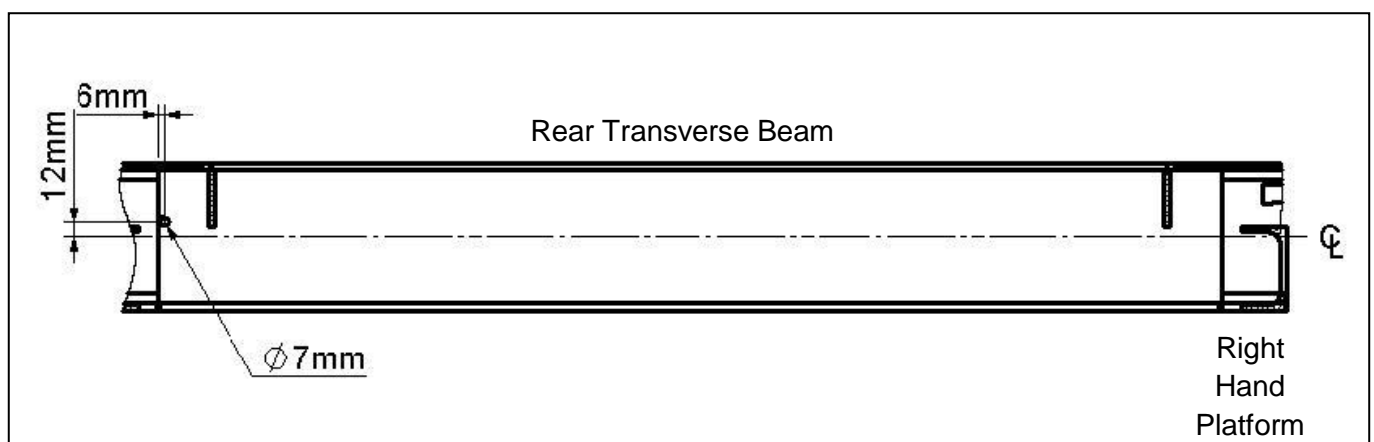 6mm
12mm
Rear Transverse Beam
℄
⌀7mm
Right
Hand
Platform